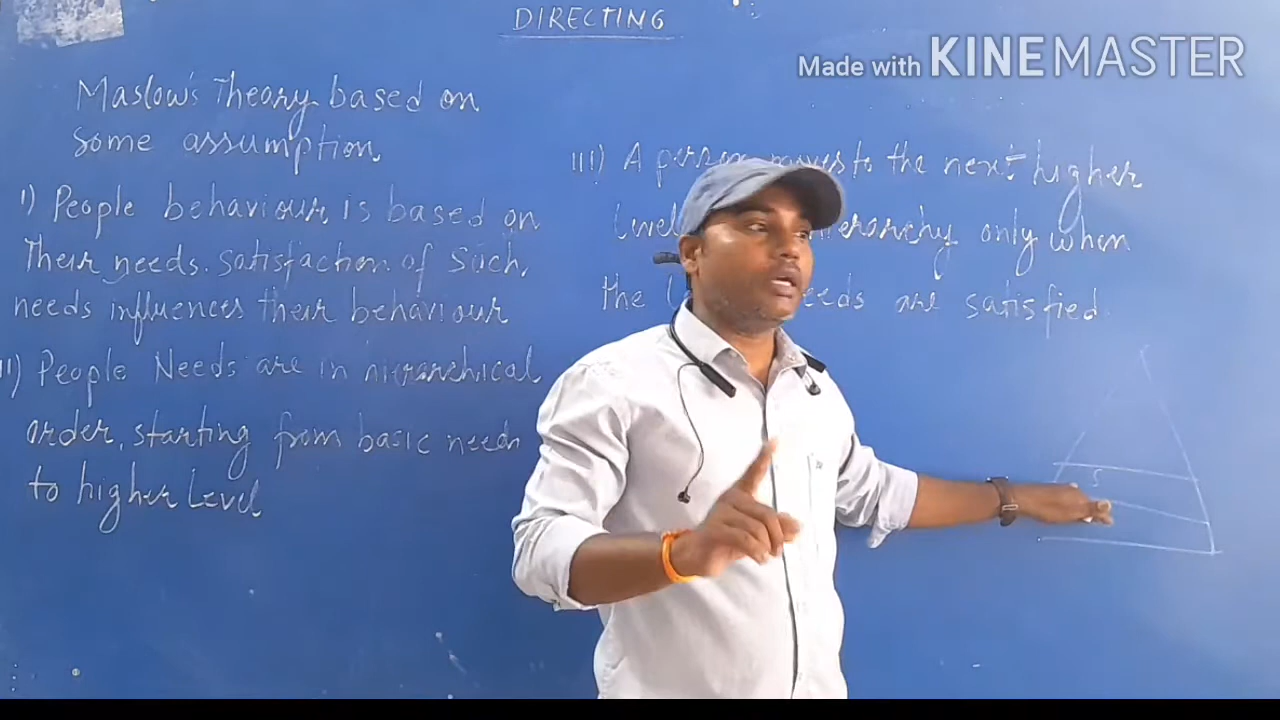 DIRECTING
Made with KINEMASTER
Maslow's Theory based on
some assumption
1) People behaviour is based on
Their needs. Satisfaction of such
needs influences their behaviour
II) People Needs are in hierarchical
order, starting from basic needs
to higher Level
III) A person moves to the next higher
Level hierarchy only when
the needs are satisfied
S